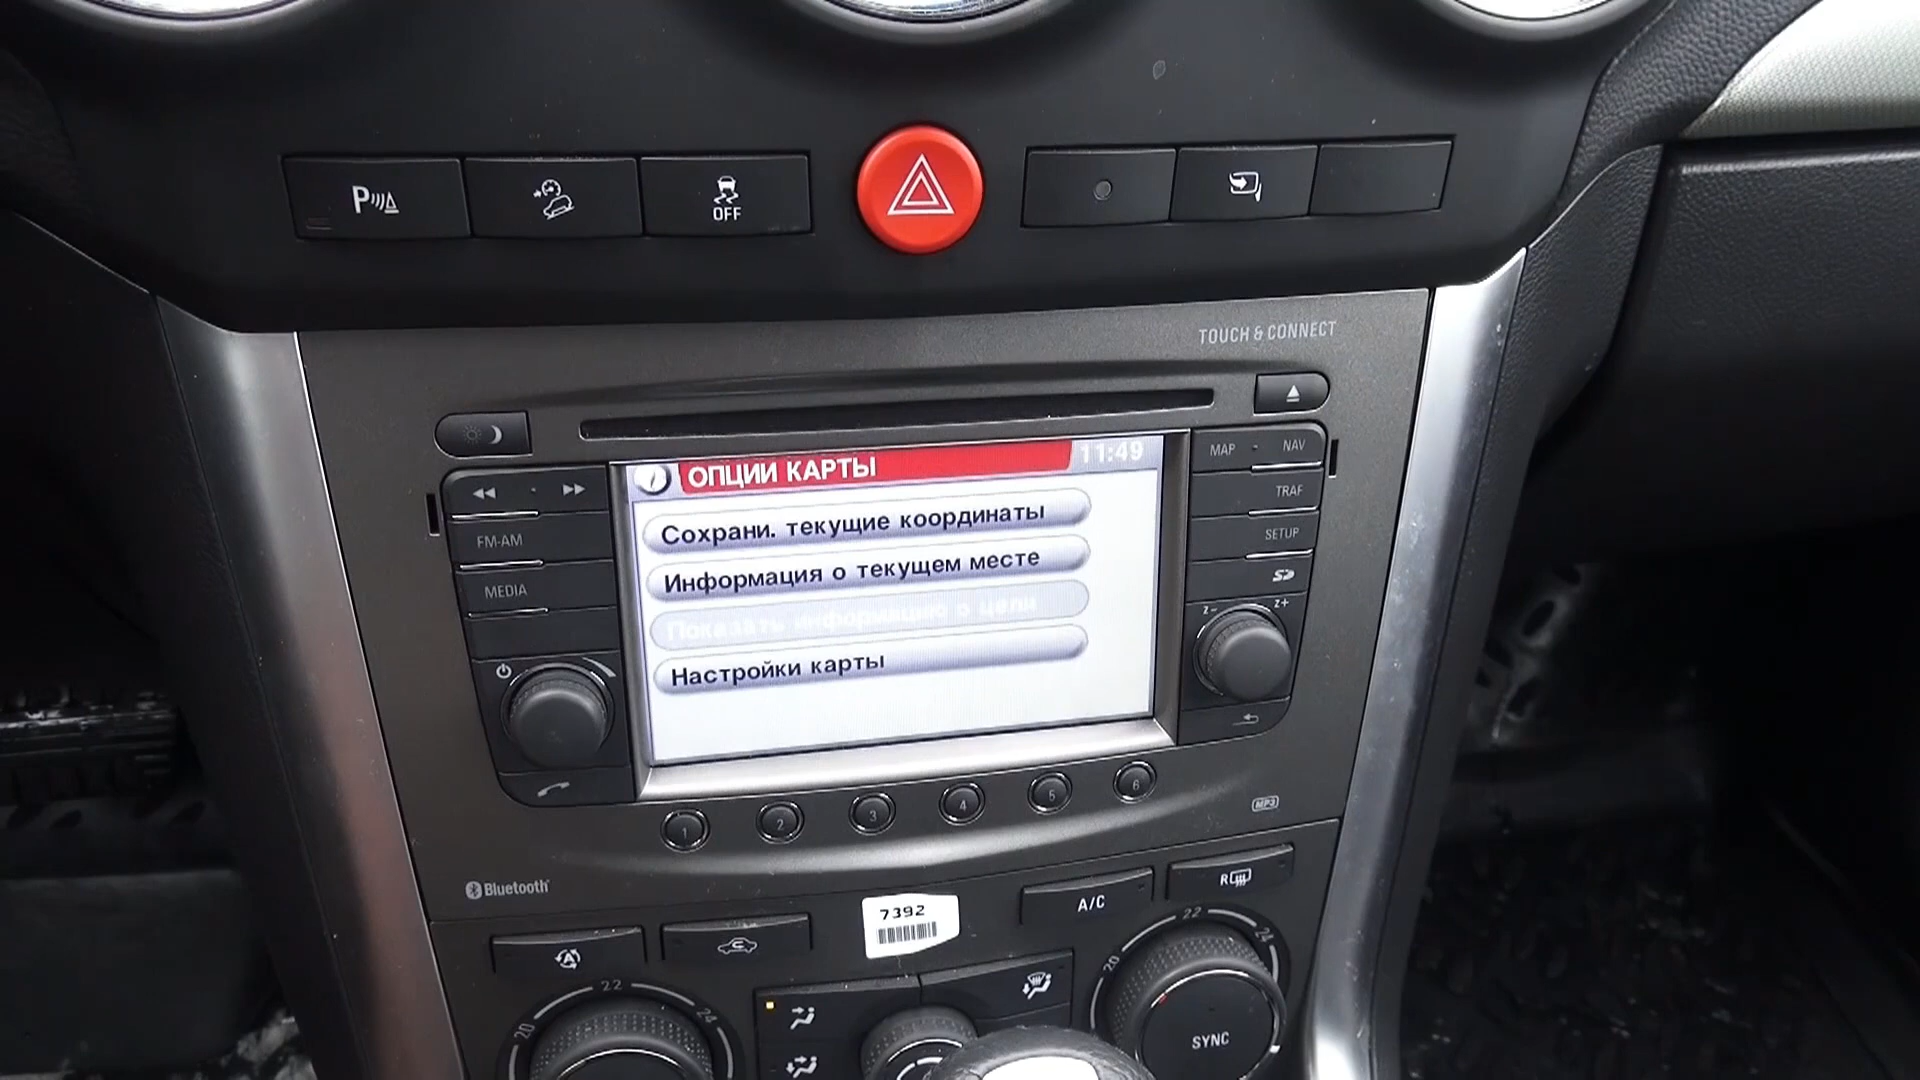 P
OFF
TOUCH & CONNECT
MAP NAV
ОПЦИИ КАРТЫ 11:49
TRAF
Сохрани. текущие координаты
FM-AM
SETUP
Информация о текущем месте
MEDIA
Показать информацию о цели
z- z+
Настройки карты
1 2 3 4 5 6
MP3
Bluetooth
7392
A/C
R
A
20 22 24
20 22 24
SYNC